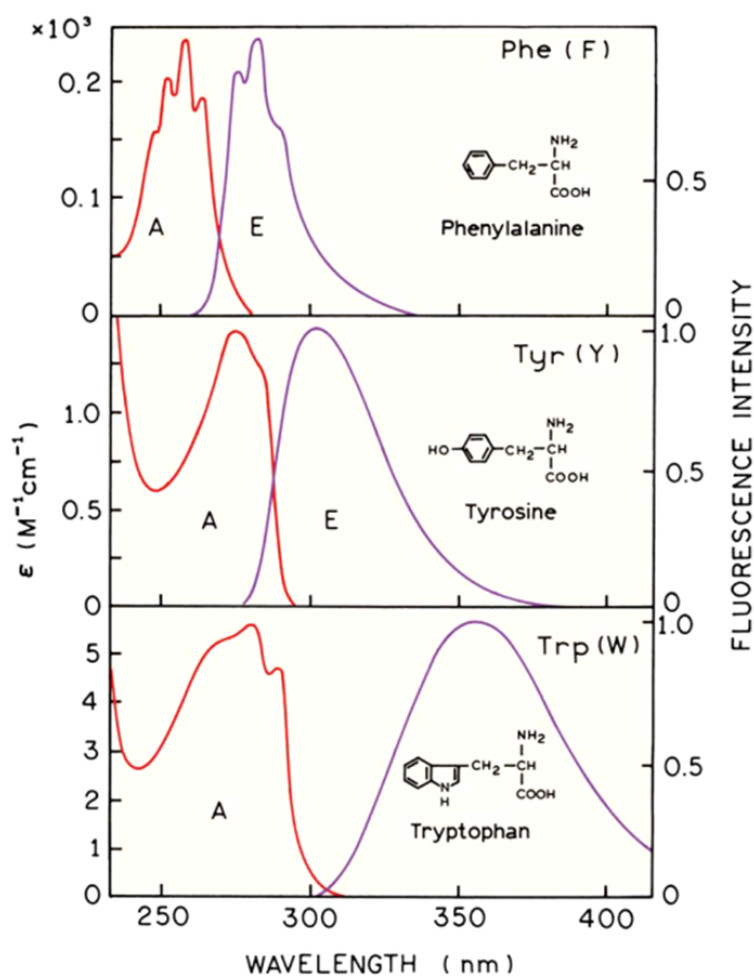 ×10³
Phe (F)
0.2
NH₂
CH₂
CH
COOH
0.5
0.1
A
E
Phenylalanine
0
0
1.0
Tyr (Y)
NH₂
1.0
HO
CH₂
CH
COOH
0.5
0.5
A
E
Tyrosine
0
0
1.0
Trp (W)
5
NH₂
4
CH₂
CH
0.5
3
N
H
COOH
2
A
Tryptophan
1
0
0
250
300
350
400
WAVELENGTH (nm)
ε (M⁻¹cm⁻¹)
FLUORESCENCE INTENSITY